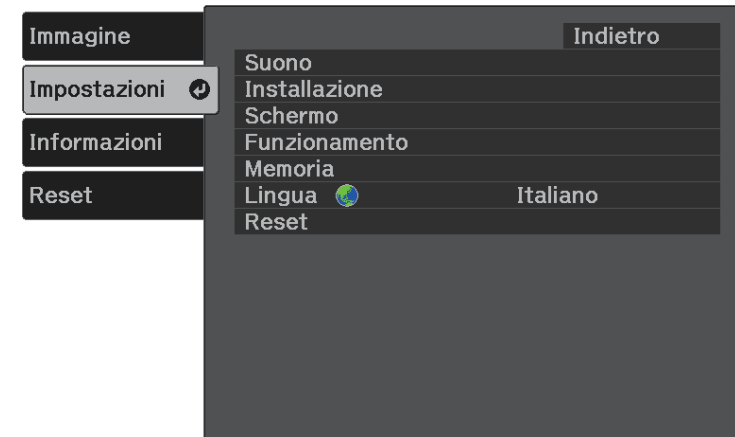 Immagine
Impostazioni
Informazioni
Reset
Indietro
Suono
Installazione
Schermo
Funzionamento
Memoria
Lingua Italiano
Reset